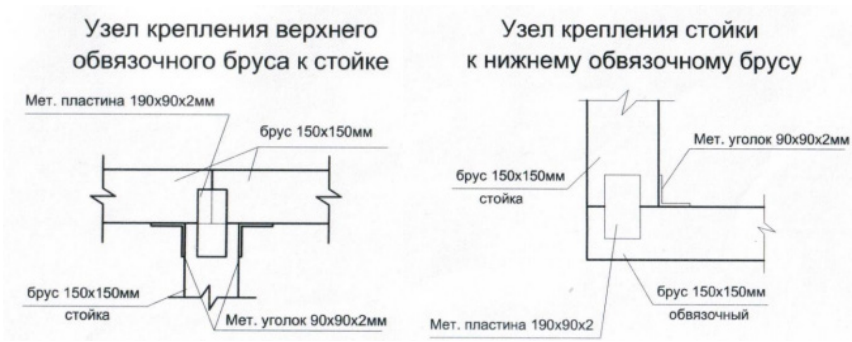 Узел крепления верхнего
обвязочного бруса к стойке
Мет. пластина 190х90х2мм
брус 150х150мм
брус 150х150мм
стойка
Мет. уголок 90х90х2мм
Узел крепления стойки
к нижнему обвязочному брусу
Мет. уголок 90х90х2мм
брус 150х150мм
стойка
брус 150х150мм
обвязочный
Мет. пластина 190х90х2